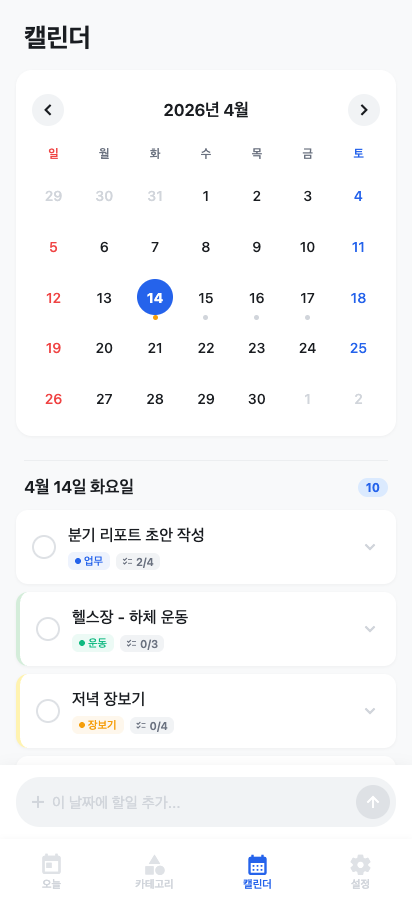 캘린더
2026년 4월
일 월 화 수 목 금 토
29 30 31 1 2 3 4
5 6 7 8 9 10 11
12 13 14 15 16 17 18
19 20 21 22 23 24 25
26 27 28 29 30 1 2
4월 14일 화요일 10
분기 리포트 초안 작성
업무 2/4
헬스장 - 하체 운동
운동 0/3
저녁 장보기
장보기 0/4
이 날짜에 할일 추가...
오늘 카테고리 캘린더 설정